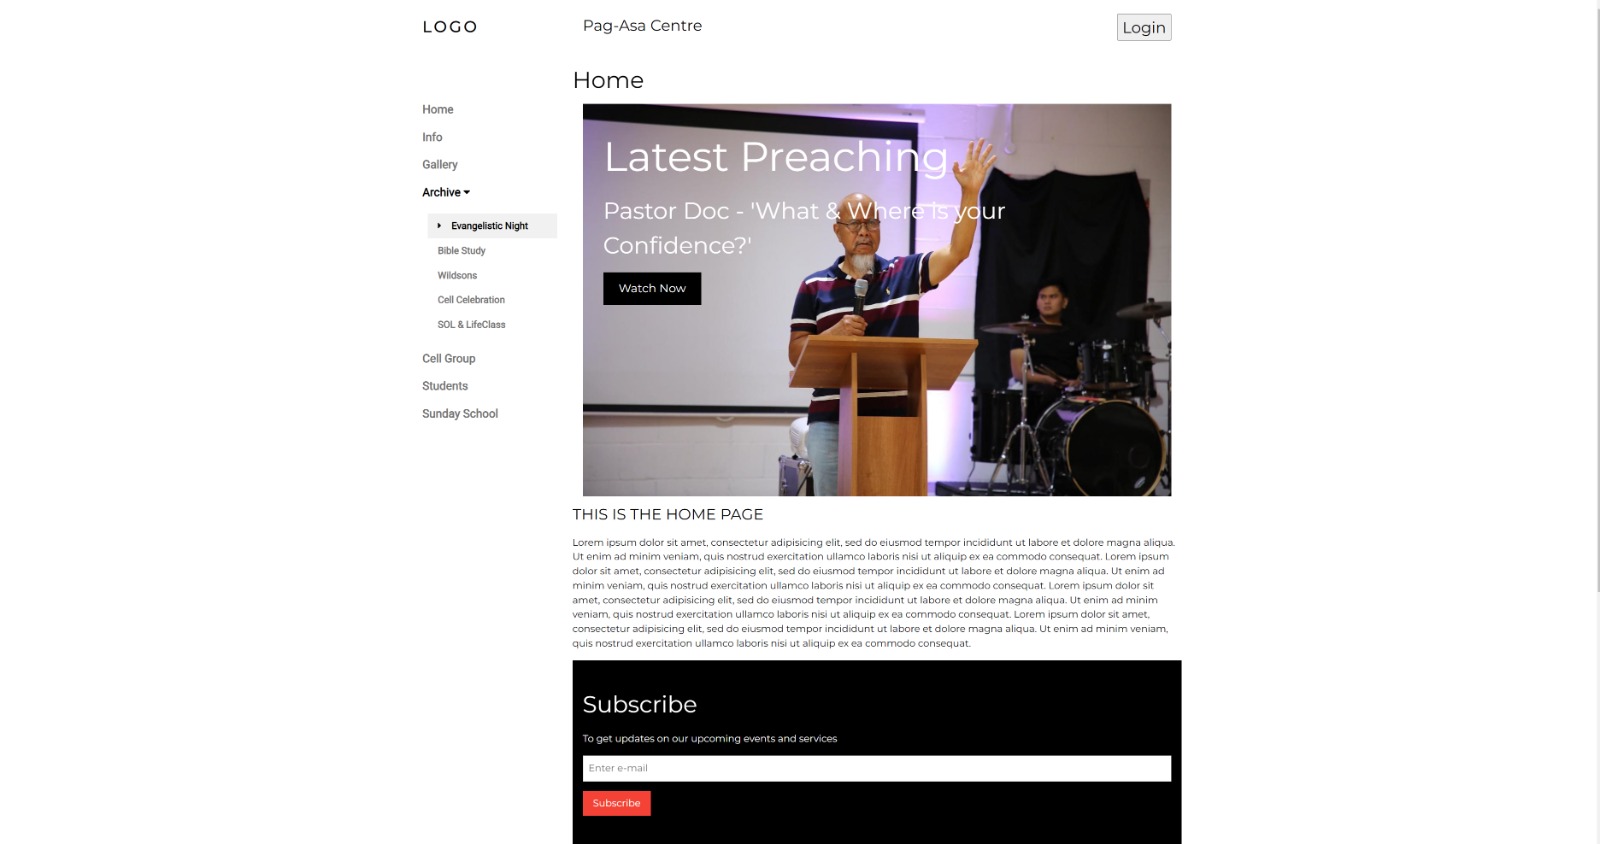 LOGO
Pag-Asa Centre
Login
Home
Home
Info
Gallery
Archive
Evangelistic Night
Bible Study
Wildsons
Cell Celebration
SOL & LifeClass
Cell Group
Students
Sunday School
Latest Preaching
Pastor Doc - 'What & Where is your
Confidence?'
Watch Now
THIS IS THE HOME PAGE
Lorem ipsum dolor sit amet, consectetur adipisicing elit, sed do eiusmod tempor incididunt ut labore et dolore magna aliqua.
Ut enim ad minim veniam, quis nostrud exercitation ullamco laboris nisi ut aliquip ex ea commodo consequat. Lorem ipsum
dolor sit amet, consectetur adipisicing elit, sed do eiusmod tempor incididunt ut labore et dolore magna aliqua. Ut enim ad
minim veniam, quis nostrud exercitation ullamco laboris nisi ut aliquip ex ea commodo consequat. Lorem ipsum dolor sit
amet, consectetur adipisicing elit, sed do eiusmod tempor incididunt ut labore et dolore magna aliqua. Ut enim ad minim
veniam, quis nostrud exercitation ullamco laboris nisi ut aliquip ex ea commodo consequat. Lorem ipsum dolor sit amet,
consectetur adipisicing elit, sed do eiusmod tempor incididunt ut labore et dolore magna aliqua. Ut enim ad minim veniam,
quis nostrud exercitation ullamco laboris nisi ut aliquip ex ea commodo consequat.
Subscribe
To get updates on our upcoming events and services
Enter e-mail
Subscribe